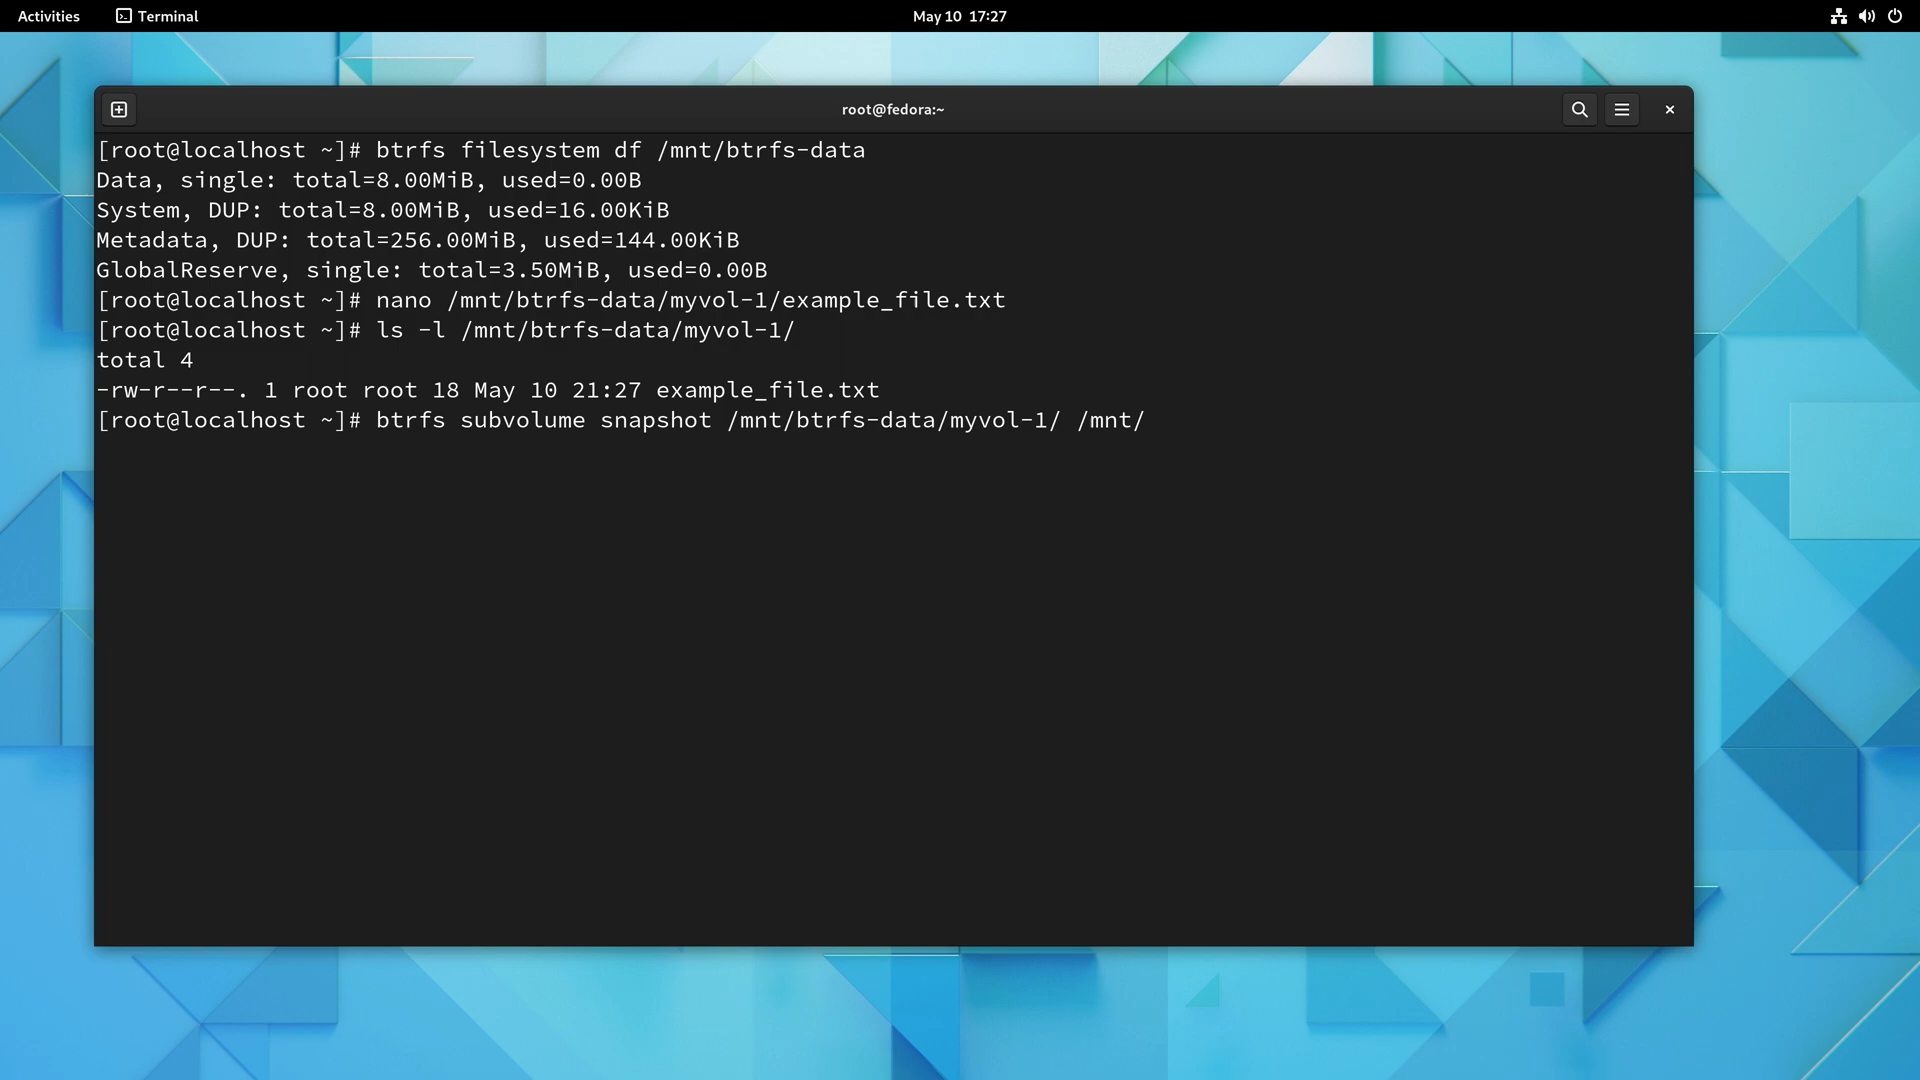 Activities Terminal May 10 17:27
root@fedora:~
[root@localhost ~]# btrfs filesystem df /mnt/btrfs-data
Data, single: total=8.00MiB, used=0.00B
System, DUP: total=8.00MiB, used=16.00KiB
Metadata, DUP: total=256.00MiB, used=144.00KiB
GlobalReserve, single: total=3.50MiB, used=0.00B
[root@localhost ~]# nano /mnt/btrfs-data/myvol-1/example_file.txt
[root@localhost ~]# ls -l /mnt/btrfs-data/myvol-1/
total 4
-rw-r--r--. 1 root root 18 May 10 21:27 example_file.txt
[root@localhost ~]# btrfs subvolume snapshot /mnt/btrfs-data/myvol-1/ /mnt/